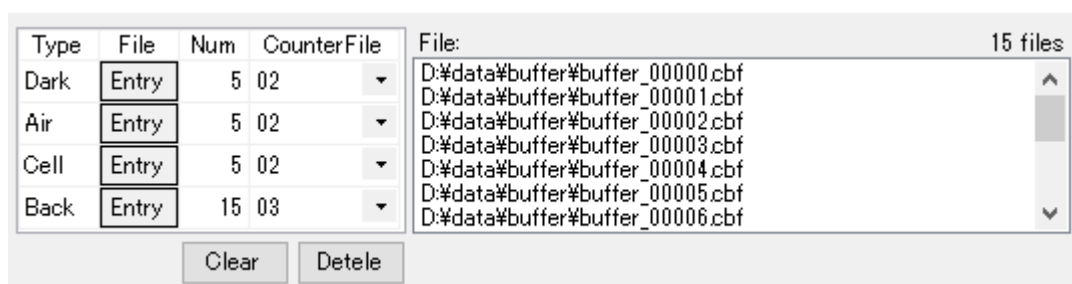 Type File Num CounterFile
Dark Entry 5 02
Air Entry 5 02
Cell Entry 5 02
Back Entry 15 03
Clear Detele
File: 15 files
D:¥data¥buffer¥buffer_00000.cbf
D:¥data¥buffer¥buffer_00001.cbf
D:¥data¥buffer¥buffer_00002.cbf
D:¥data¥buffer¥buffer_00003.cbf
D:¥data¥buffer¥buffer_00004.cbf
D:¥data¥buffer¥buffer_00005.cbf
D:¥data¥buffer¥buffer_00006.cbf